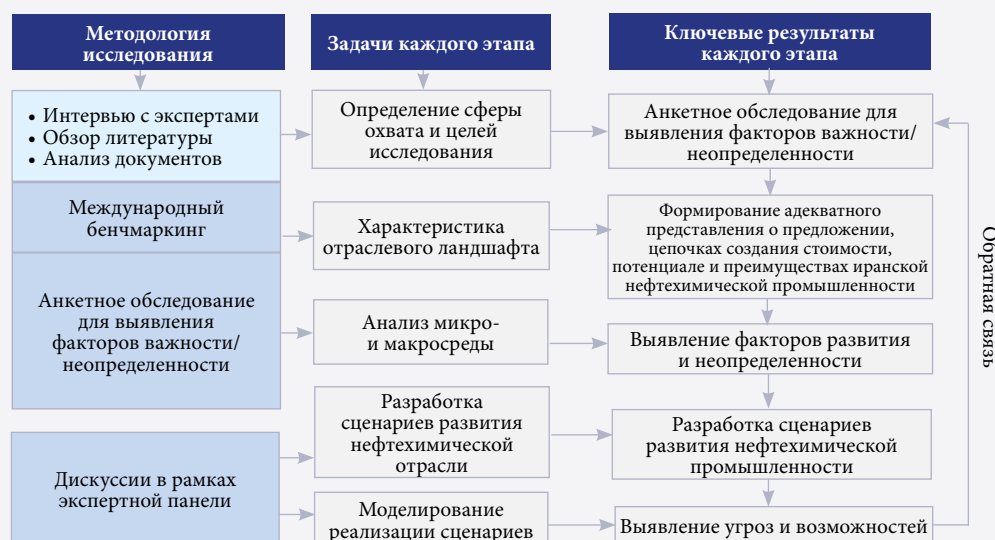 Методология
исследования
Задачи каждого этапа
Ключевые результаты
каждого этапа
• Интервью с экспертами
• Обзор литературы
• Анализ документов
Определение сферы
охвата и целей
исследования
Анкетное обследование для
выявления факторов важности/
неопределенности
Международный
бенчмаркинг
Характеристика
отраслевого ландшафта
Формирование адекватного
представления о предложении,
цепочках создания стоимости,
потенциале и преимуществах иранской
нефтехимической промышленности
Анкетное обследование
для выявления
факторов важности/
неопределенности
Анализ микро-
и макросреды
Выявление факторов развития
и неопределенности
Разработка
сценариев развития
нефтехимической
отрасли
Разработка сценариев
развития нефтехимической
промышленности
Дискуссии в рамках
экспертной панели
Моделирование
реализации сценариев
Выявление угроз и возможностей
Обратная связь